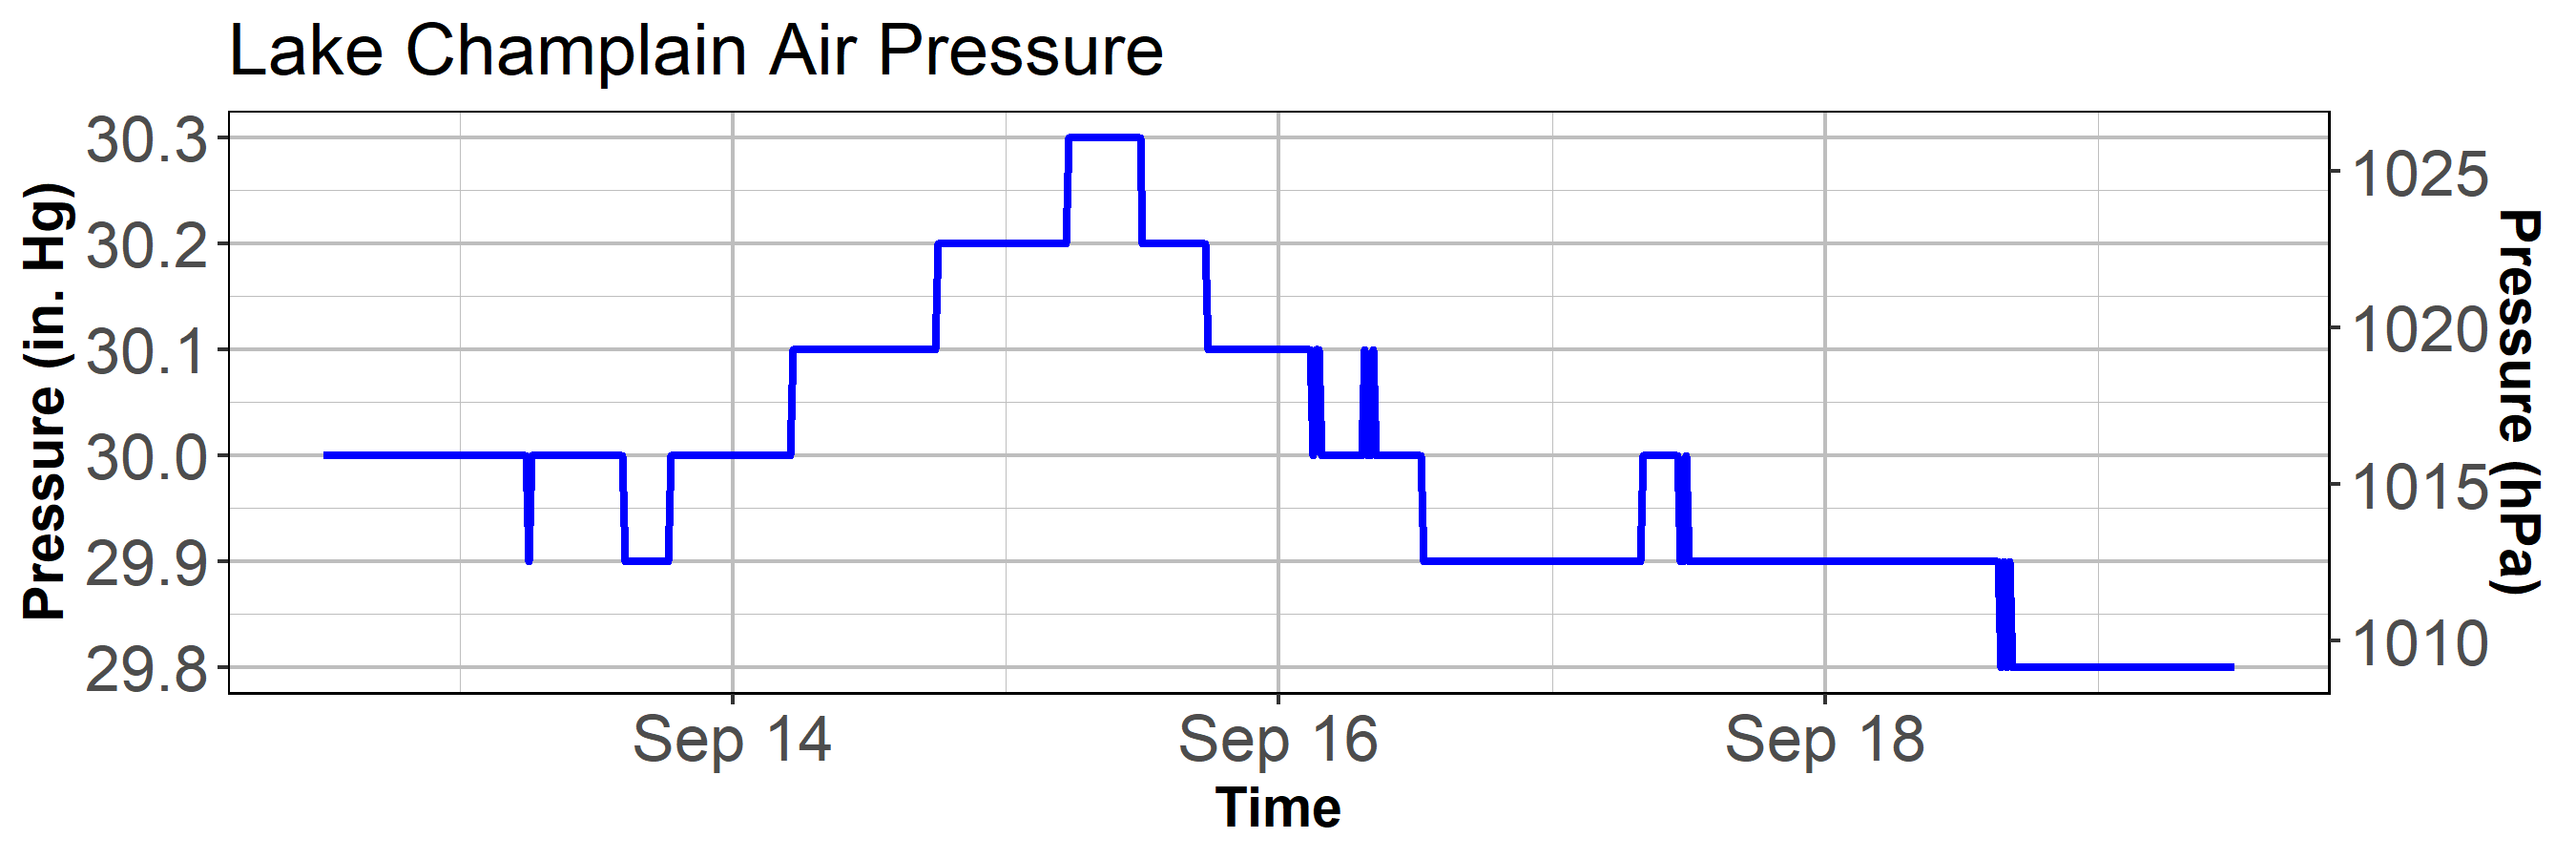 Lake Champlain Air Pressure
Pressure (in. Hg)
30.3
30.2
30.1
30.0
29.9
29.8
1025
1020
1015
1010
Pressure (hPa)
Sep 14
Sep 16
Sep 18
Time